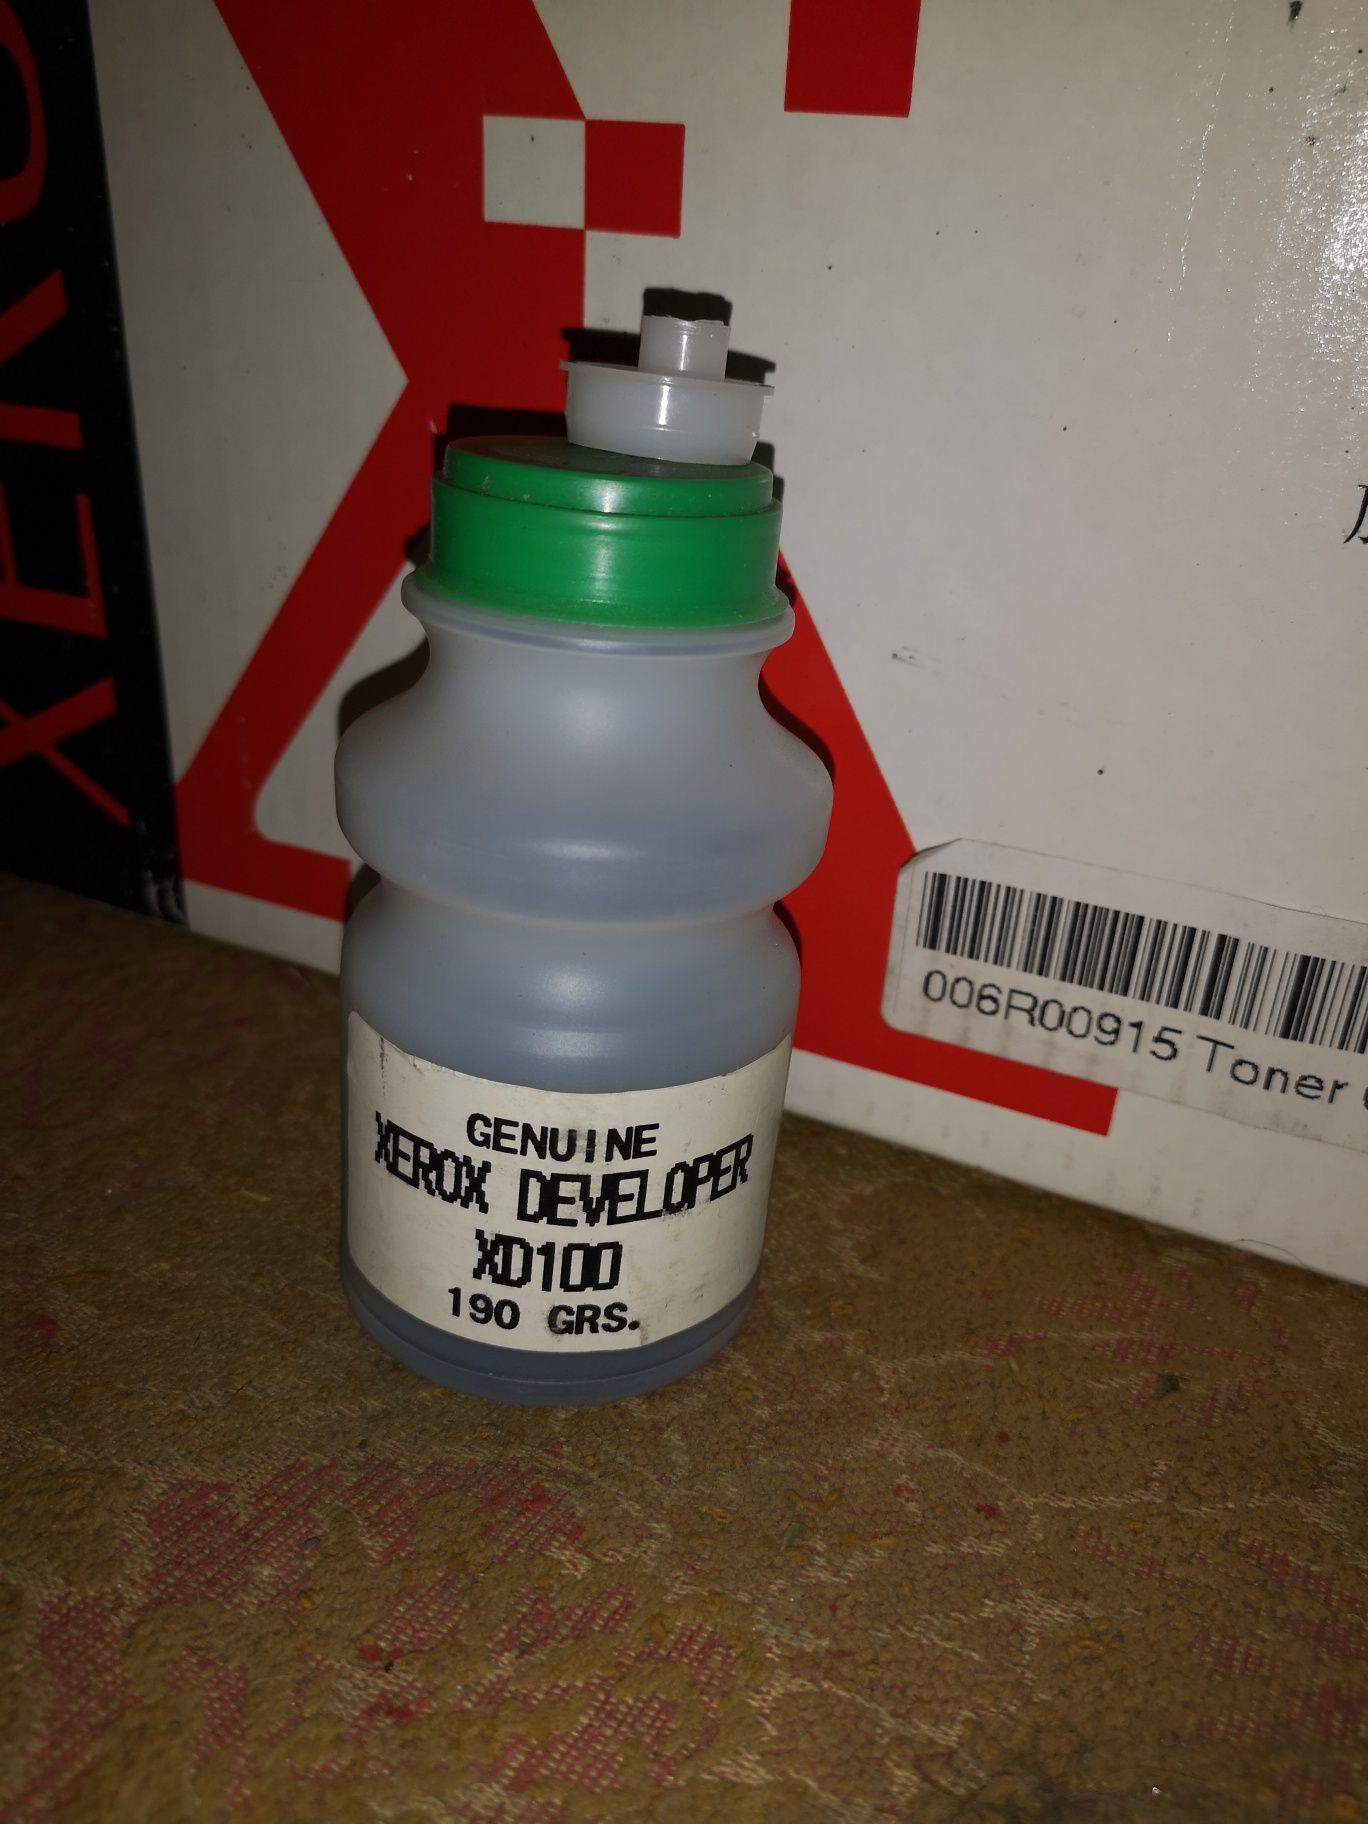 GENUINE
XEROX DEVELOPER
XD100
190 GRS.
006R00915 Toner